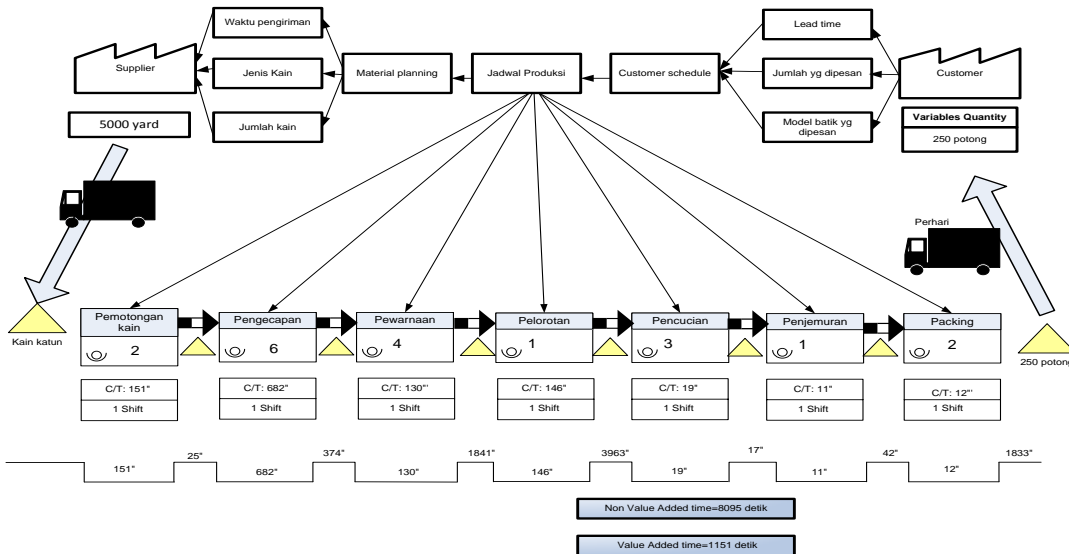 Waktu pengiriman
Lead time
Supplier
Jenis Kain
Material planning
Jadwal Produksi
Customer schedule
Jumlah yg dipesan
Customer
Jumlah kain
Model batik yg
dipesan
5000 yard
Variables Quantity
250 potong
Perhari
Kain katun
Pemotongan
kain
2
Pengecapan
6
Pewarnaan
4
Pelorotan
1
Pencucian
3
Penjemuran
1
Packing
2
250 potong
C/T: 151"
1 Shift
C/T: 682"
1 Shift
C/T: 130"'
1 Shift
C/T: 146"
1 Shift
C/T: 19"
1 Shift
C/T: 11"
1 Shift
C/T: 12"'
1 Shift
151"
25"
682"
374"
130"
1841"
146"
3963"
19"
17"
11"
42"
12"
1833"
Non Value Added time=8095 detik
Value Added time=1151 detik